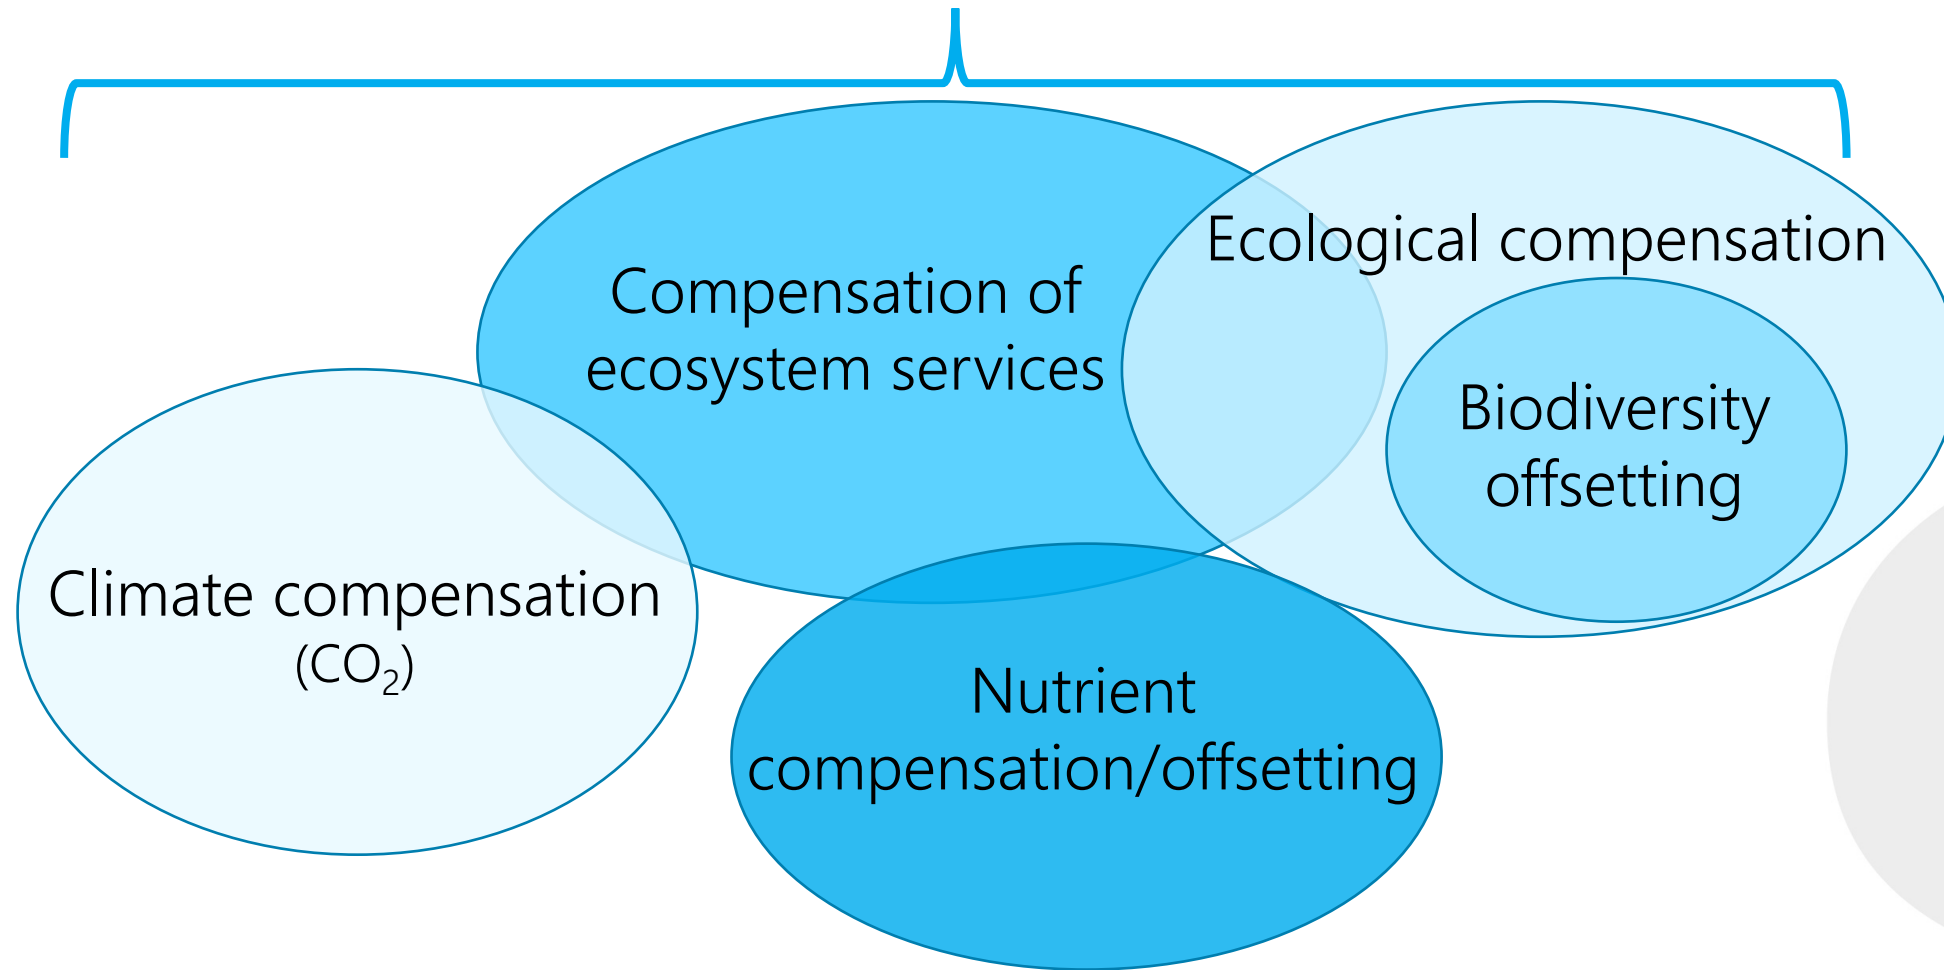 Compensation of
ecosystem services
Ecological compensation
Biodiversity
offsetting
Climate compensation
(CO₂)
Nutrient
compensation/offsetting